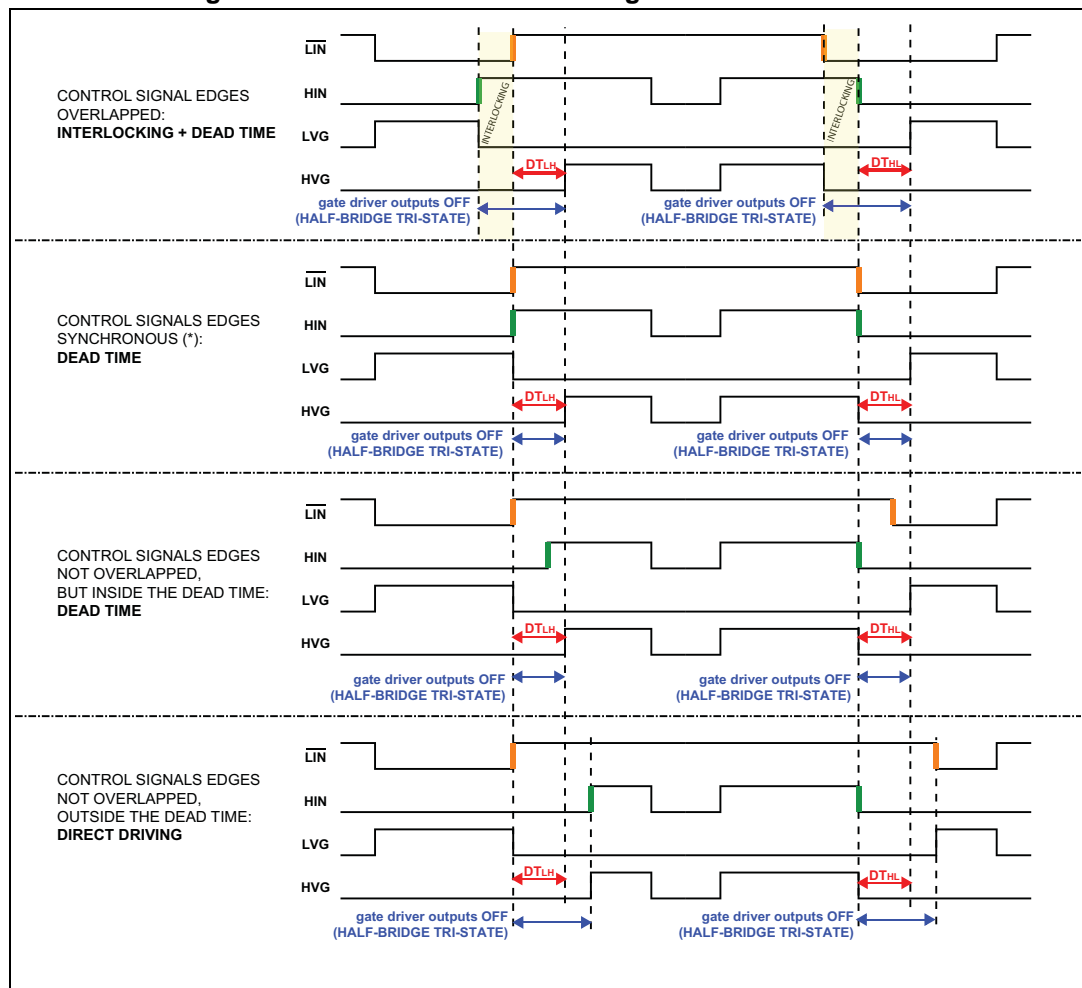 CONTROL SIGNAL EDGES
OVERLAPPED:
INTERLOCKING + DEAD TIME
LIN
HIN
LVG
HVG
INTERLOCKING
INTERLOCKING
DTLH
DTHL
gate driver outputs OFF
(HALF-BRIDGE TRI-STATE)
gate driver outputs OFF
(HALF-BRIDGE TRI-STATE)
CONTROL SIGNALS EDGES
SYNCHRONOUS (*):
DEAD TIME
LIN
HIN
LVG
HVG
DTLH
DTHL
gate driver outputs OFF
(HALF-BRIDGE TRI-STATE)
gate driver outputs OFF
(HALF-BRIDGE TRI-STATE)
CONTROL SIGNALS EDGES
NOT OVERLAPPED,
BUT INSIDE THE DEAD TIME:
DEAD TIME
LIN
HIN
LVG
HVG
DTLH
DTHL
gate driver outputs OFF
(HALF-BRIDGE TRI-STATE)
gate driver outputs OFF
(HALF-BRIDGE TRI-STATE)
CONTROL SIGNALS EDGES
NOT OVERLAPPED,
OUTSIDE THE DEAD TIME:
DIRECT DRIVING
LIN
HIN
LVG
HVG
DTLH
DTHL
gate driver outputs OFF
(HALF-BRIDGE TRI-STATE)
gate driver outputs OFF
(HALF-BRIDGE TRI-STATE)